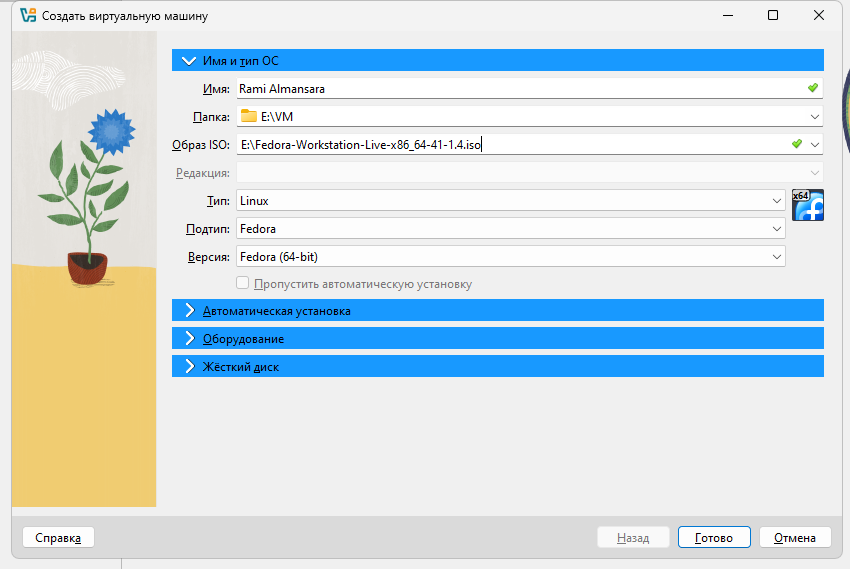 Создать виртуальную машину
Имя и тип ОС
Имя: Rami Almansara
Папка: E:\VM
Образ ISO: E:\Fedora-Workstation-Live-x86_64-41-1.4.iso
Редакция:
Тип: Linux
x64
Подтип: Fedora
Версия: Fedora (64-bit)
Пропустить автоматическую установку
Автоматическая установка
Оборудование
Жёсткий диск
Справка Назад Готово Отмена